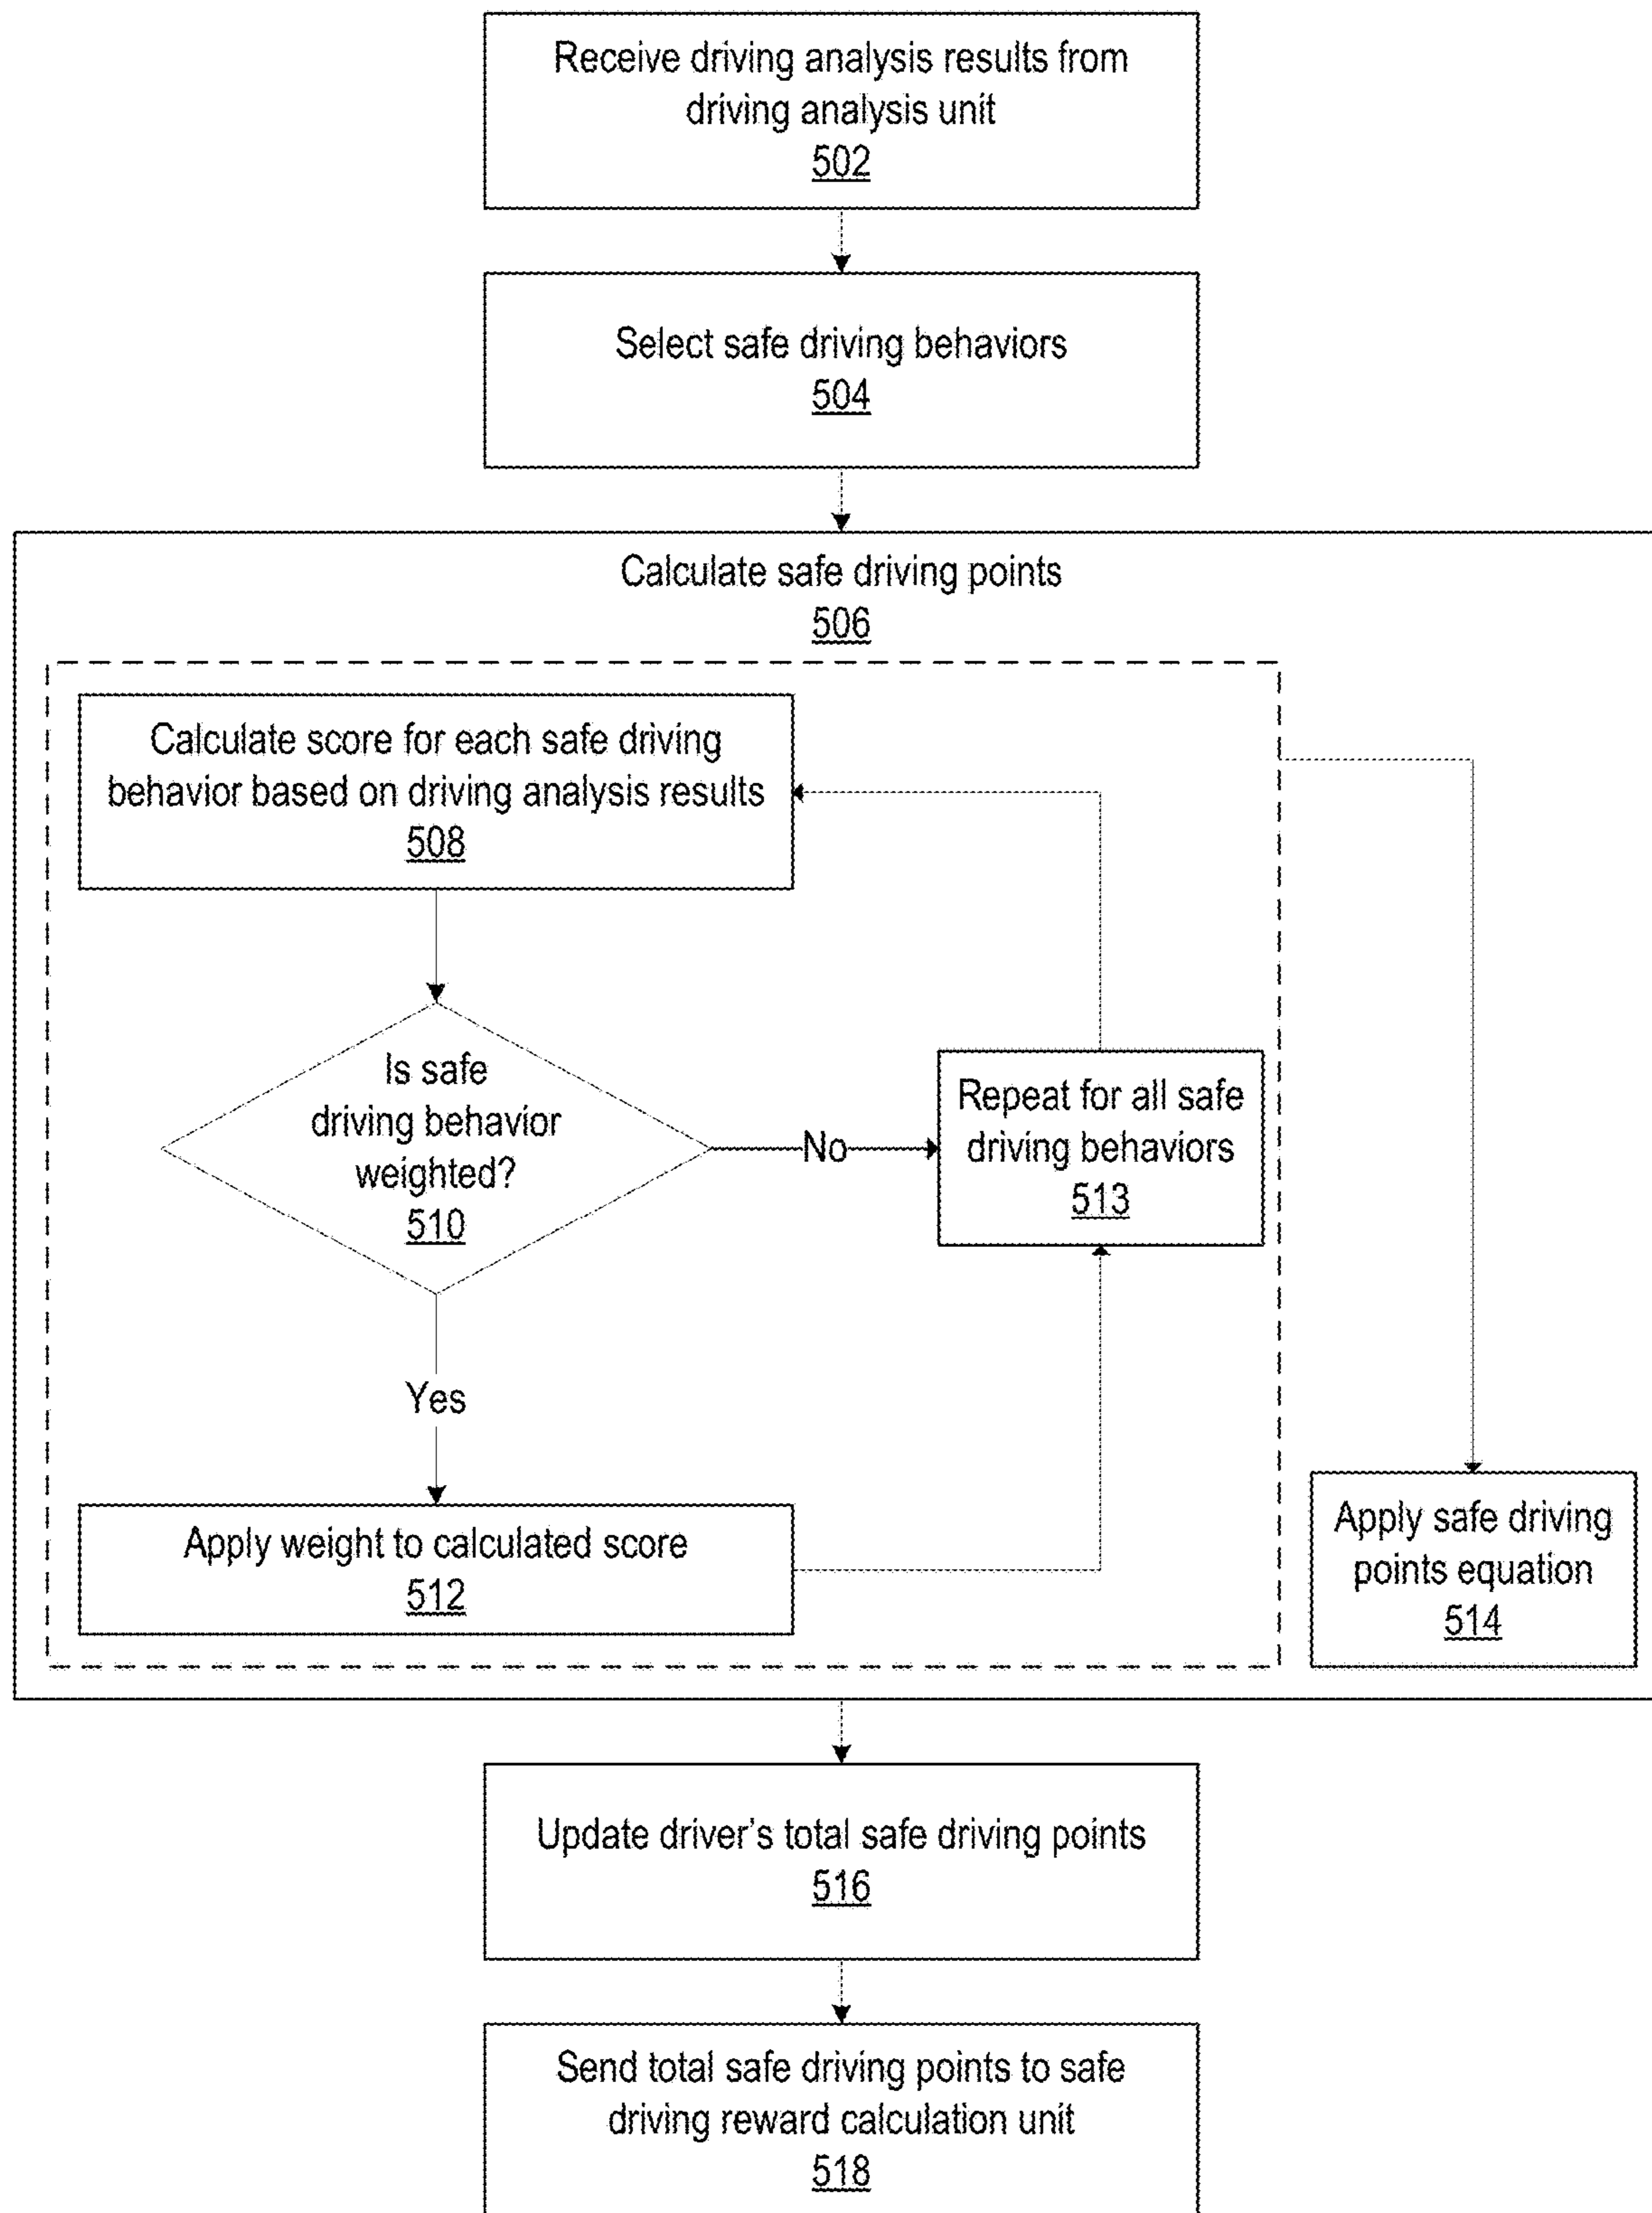 Receive driving analysis results from
driving analysis unit
502
Select safe driving behaviors
504
Calculate safe driving points
506
Calculate score for each safe driving
behavior based on driving analysis results
508
Is safe
driving behavior
weighted?
510
No
Repeat for all safe
driving behaviors
513
Yes
Apply weight to calculated score
512
Apply safe driving
points equation
514
Update driver's total safe driving points
516
Send total safe driving points to safe
driving reward calculation unit
518